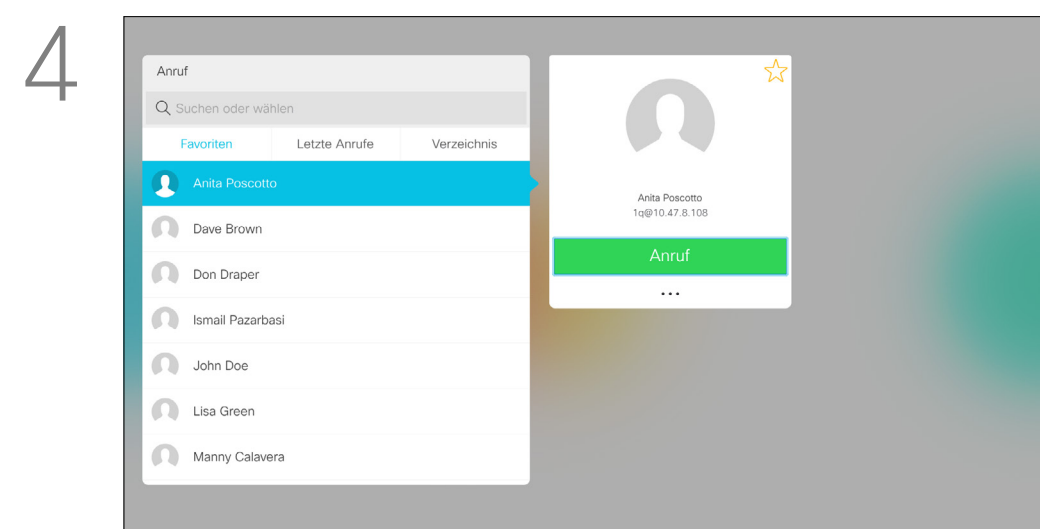 4
Anruf
Suchen oder wählen
Favoriten Letzte Anrufe Verzeichnis
Anita Poscotto
Dave Brown
Don Draper
Ismail Pazarbasi
John Doe
Lisa Green
Manny Calavera
Anita Poscotto
1q@10.47.8.108
Anruf
...